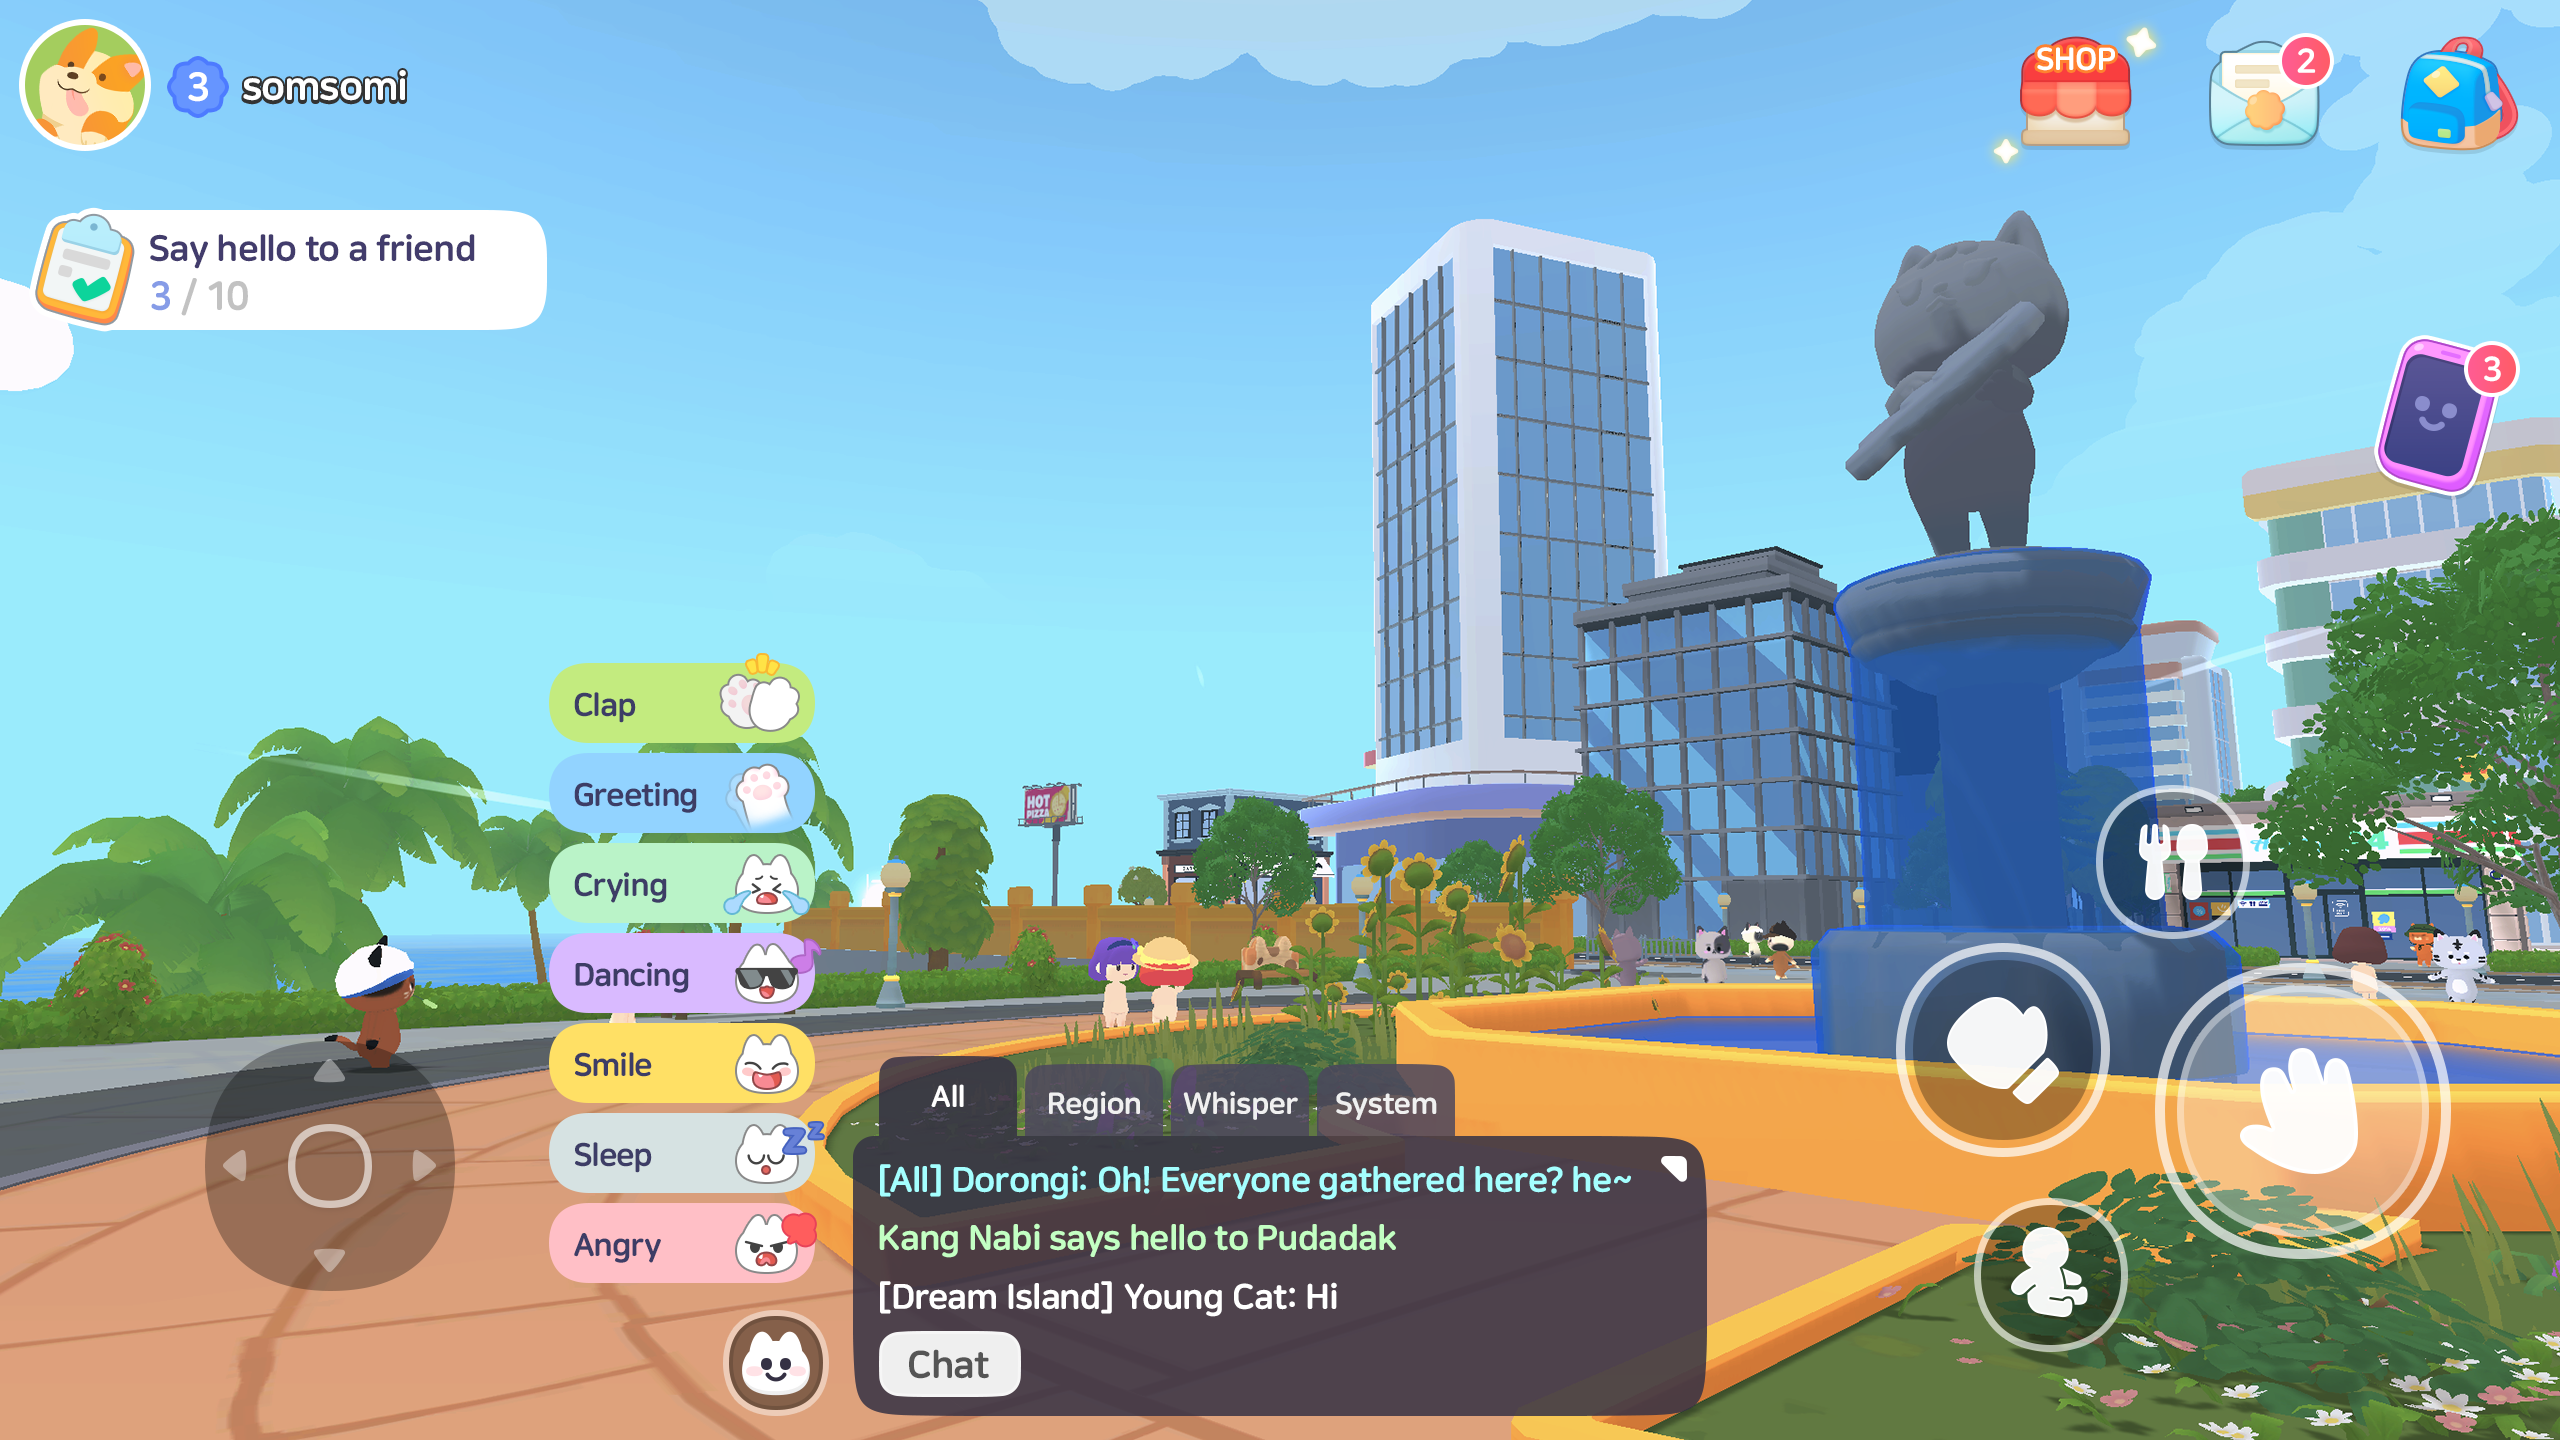 3 somsomi
SHOP
2
Say hello to a friend
3 / 10
3
HOT
PIZZA
Clap
Greeting
Crying
Dancing
Smile
Sleep
Angry
All
Region
Whisper
System
[All] Dorongi: Oh! Everyone gathered here? he~
Kang Nabi says hello to Pudadak
[Dream Island] Young Cat: Hi
Chat